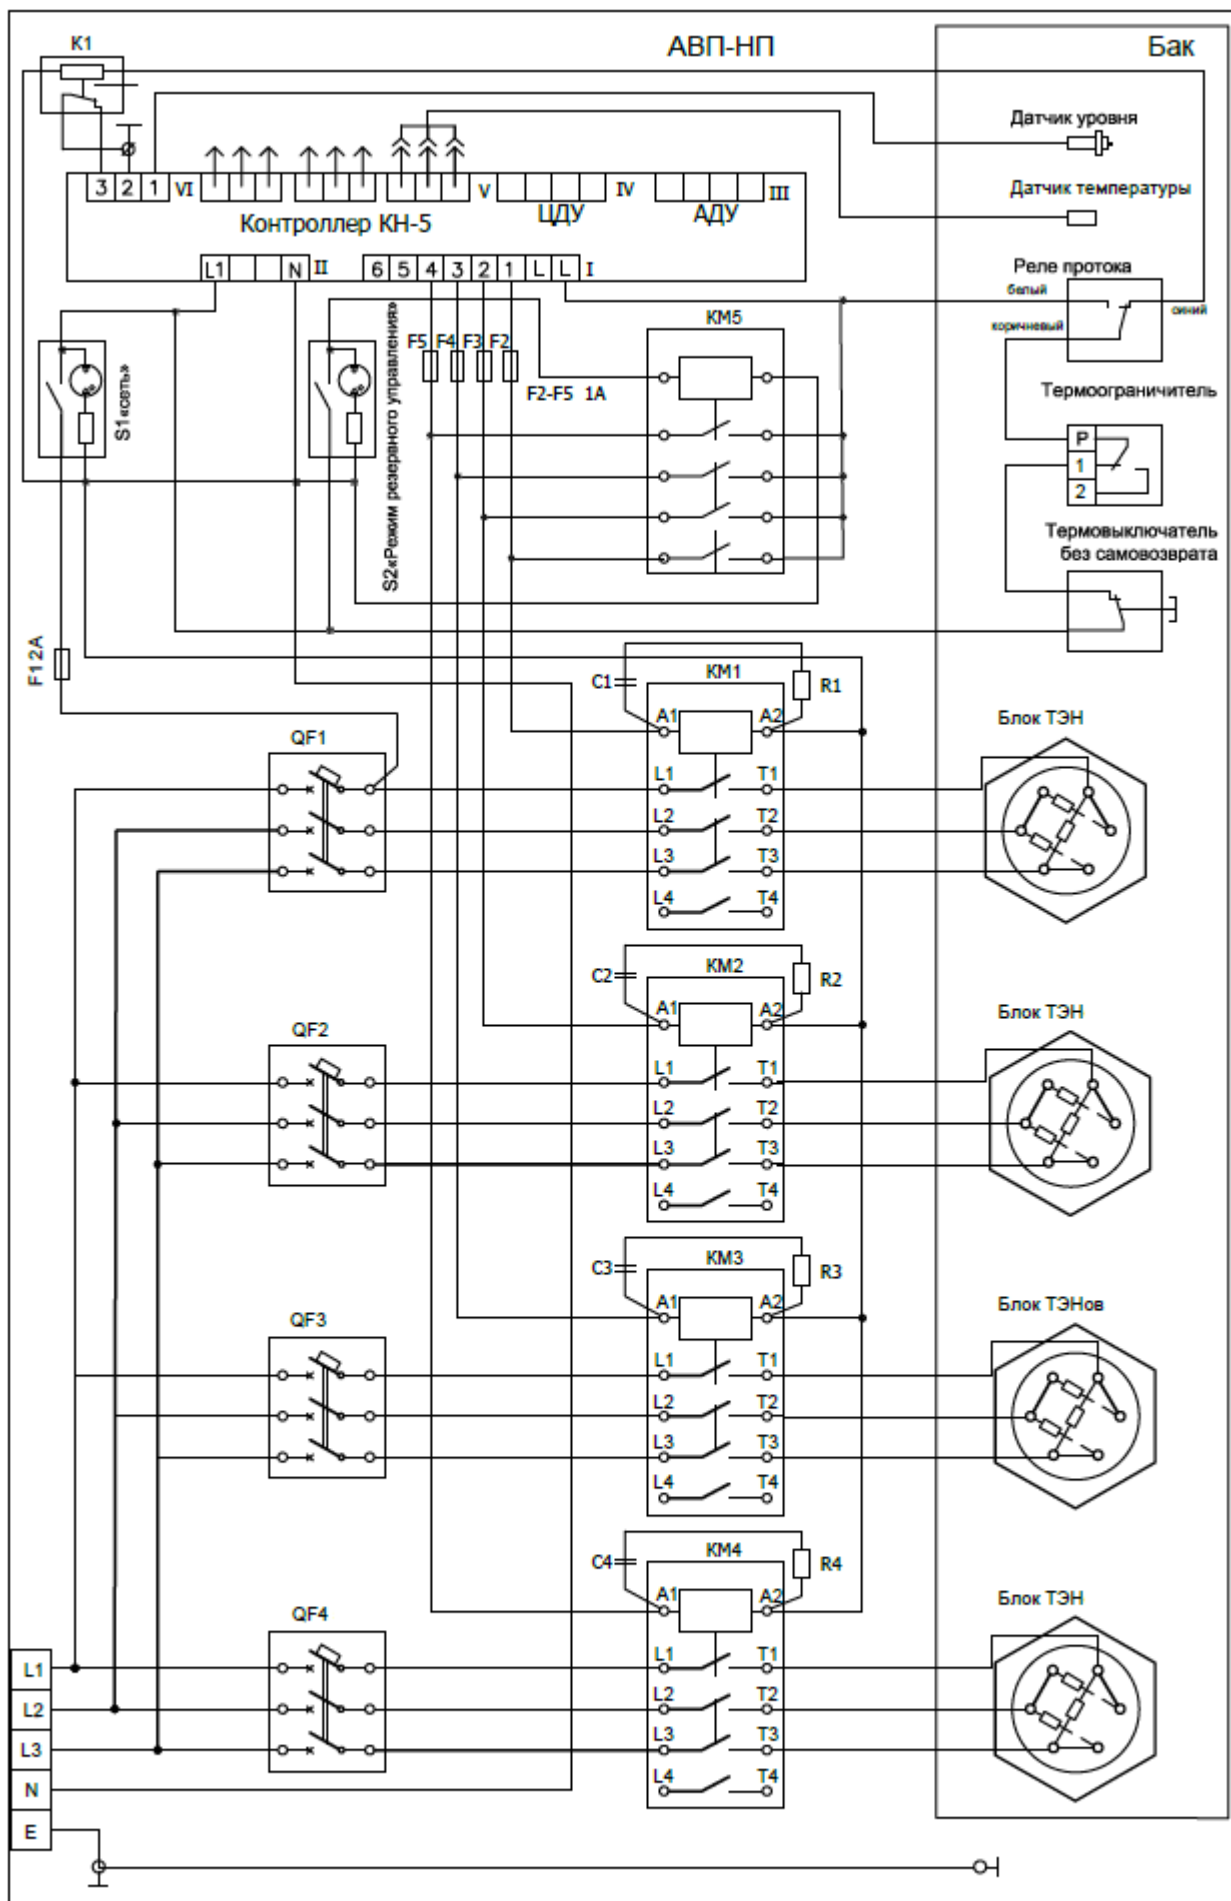 K1
АВП-НП
Бак
Датчик уровня
Датчик температуры
3 2 1 VI V IV III
Контроллер КН-5
ЦДУ
АДУ
L1 N II 6 5 4 3 2 1 L L I
Реле протока
белый
синий
коричневый
KM5
F5 F4 F3 F2
F2-F5 1А
S1«сеть»
S2«Режим резервного управления»
Термоограничитель
P
1
2
Термовыключатель
без самовозврата
F1 2А
C1
KM1
R1
A1 A2
QF1
L1 T1
L2 T2
L3 T3
L4 T4
Блок ТЭН
C2
KM2
R2
A1 A2
QF2
L1 T1
L2 T2
L3 T3
L4 T4
Блок ТЭН
C3
KM3
R3
A1 A2
QF3
L1 T1
L2 T2
L3 T3
L4 T4
Блок ТЭНов
C4
KM4
R4
A1 A2
QF4
L1 T1
L2 T2
L3 T3
L4 T4
Блок ТЭН
L1
L2
L3
N
E